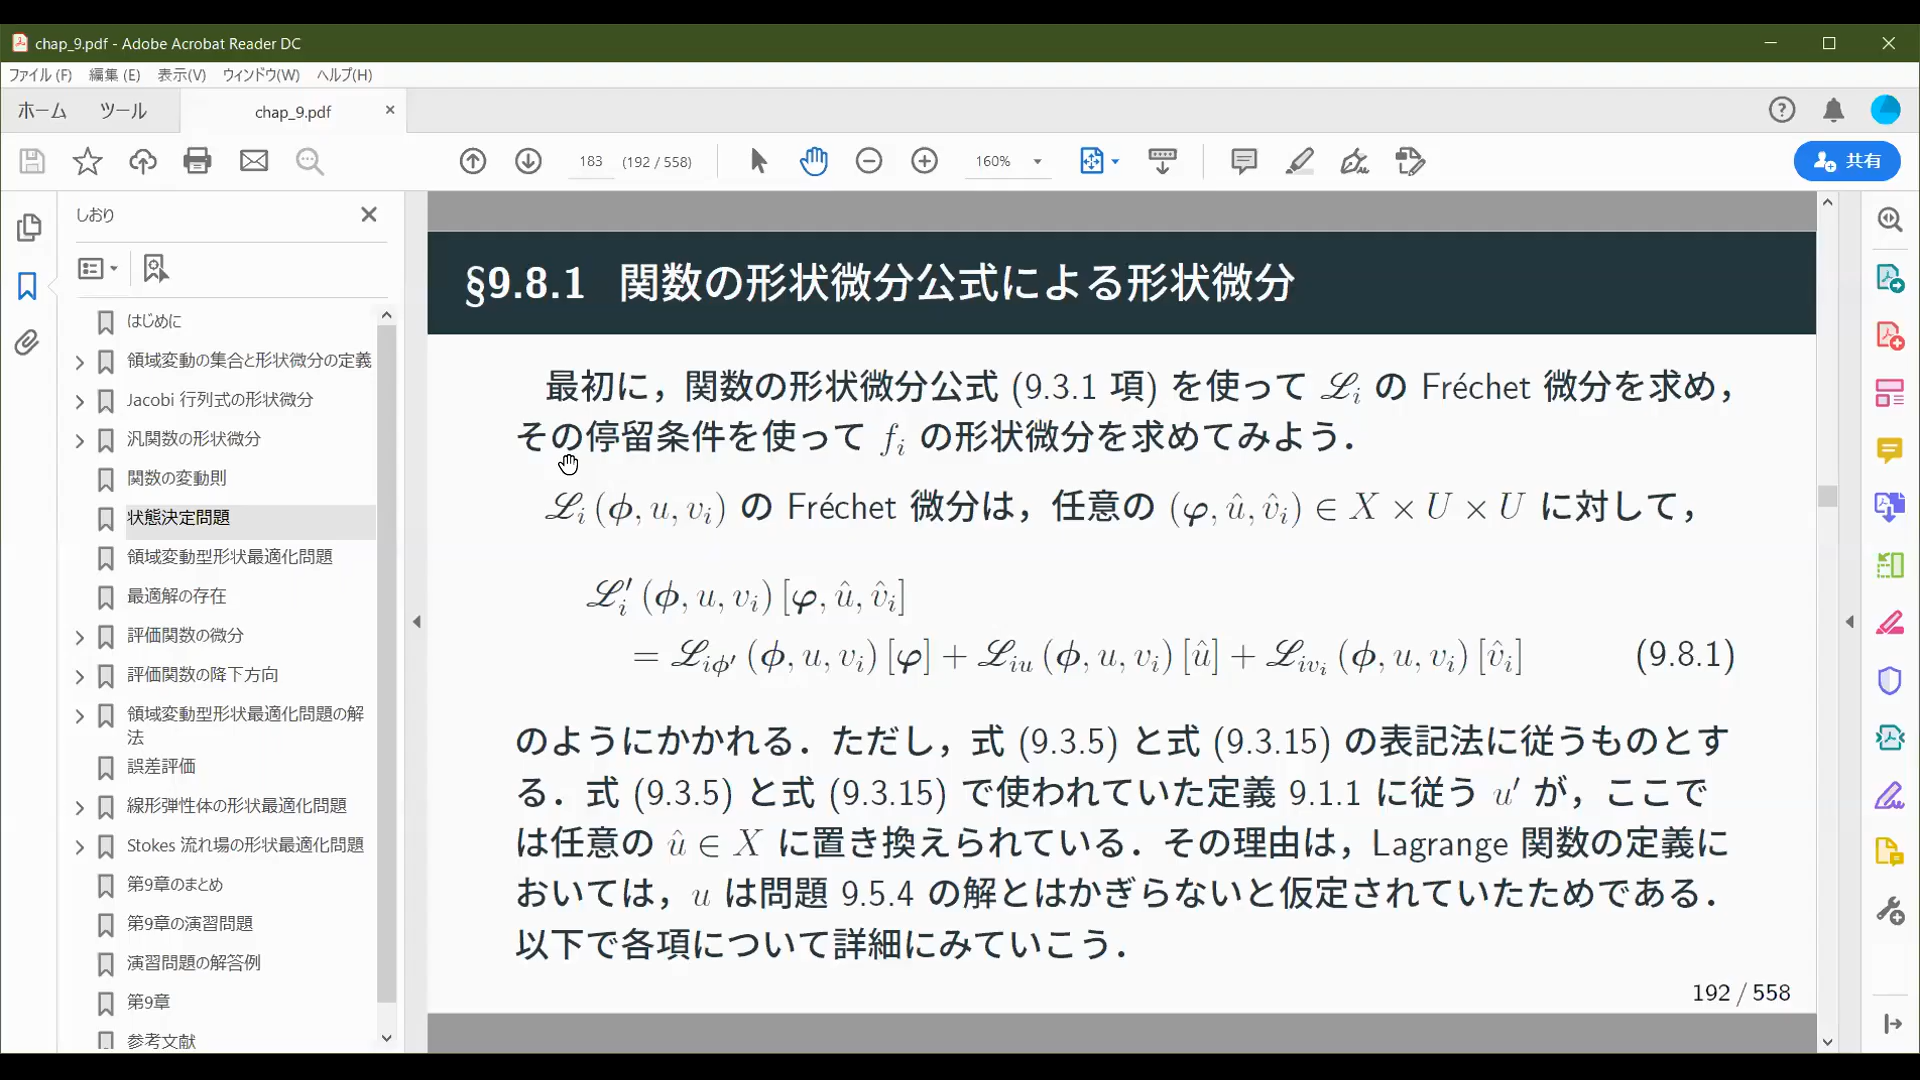 chap_9.pdf - Adobe Acrobat Reader DC
ファイル(F) 編集(E) 表示(V) ウィンドウ(W) ヘルプ(H)
ホーム ツール chap_9.pdf
183 (192 / 558) 160% 共有
しおり
はじめに
領域変動の集合と形状微分の定義
Jacobi 行列式の形状微分
汎関数の形状微分
関数の変動則
状態決定問題
領域変動型形状最適化問題
最適解の存在
評価関数の微分
評価関数の降下方向
領域変動型形状最適化問題の解
法
誤差評価
線形弾性体の形状最適化問題
Stokes 流れ場の形状最適化問題
第9章のまとめ
第9章の演習問題
演習問題の解答例
第9章
参考文献
§9.8.1 関数の形状微分公式による形状微分
最初に，関数の形状微分公式 (9.3.1 項) を使って ℒᵢ の Fréchet 微分を求め，
その停留条件を使って fᵢ の形状微分を求めてみよう．
ℒᵢ (ϕ, u, vᵢ) の Fréchet 微分は，任意の (φ, û, v̂ᵢ) ∈ X × U × U に対して，
ℒᵢ′ (ϕ, u, vᵢ) [φ, û, v̂ᵢ]
= ℒ_{iϕ′} (ϕ, u, vᵢ) [φ] + ℒ_{iu} (ϕ, u, vᵢ) [û] + ℒ_{ivᵢ} (ϕ, u, vᵢ) [v̂ᵢ] (9.8.1)
のようにかかれる．ただし，式 (9.3.5) と式 (9.3.15) の表記法に従うものとす
る．式 (9.3.5) と式 (9.3.15) で使われていた定義 9.1.1 に従う u′ が，ここで
は任意の û ∈ X に置き換えられている．その理由は，Lagrange 関数の定義に
おいては，u は問題 9.5.4 の解とはかぎらないと仮定されていたためである．
以下で各項について詳細にみていこう．
192 / 558